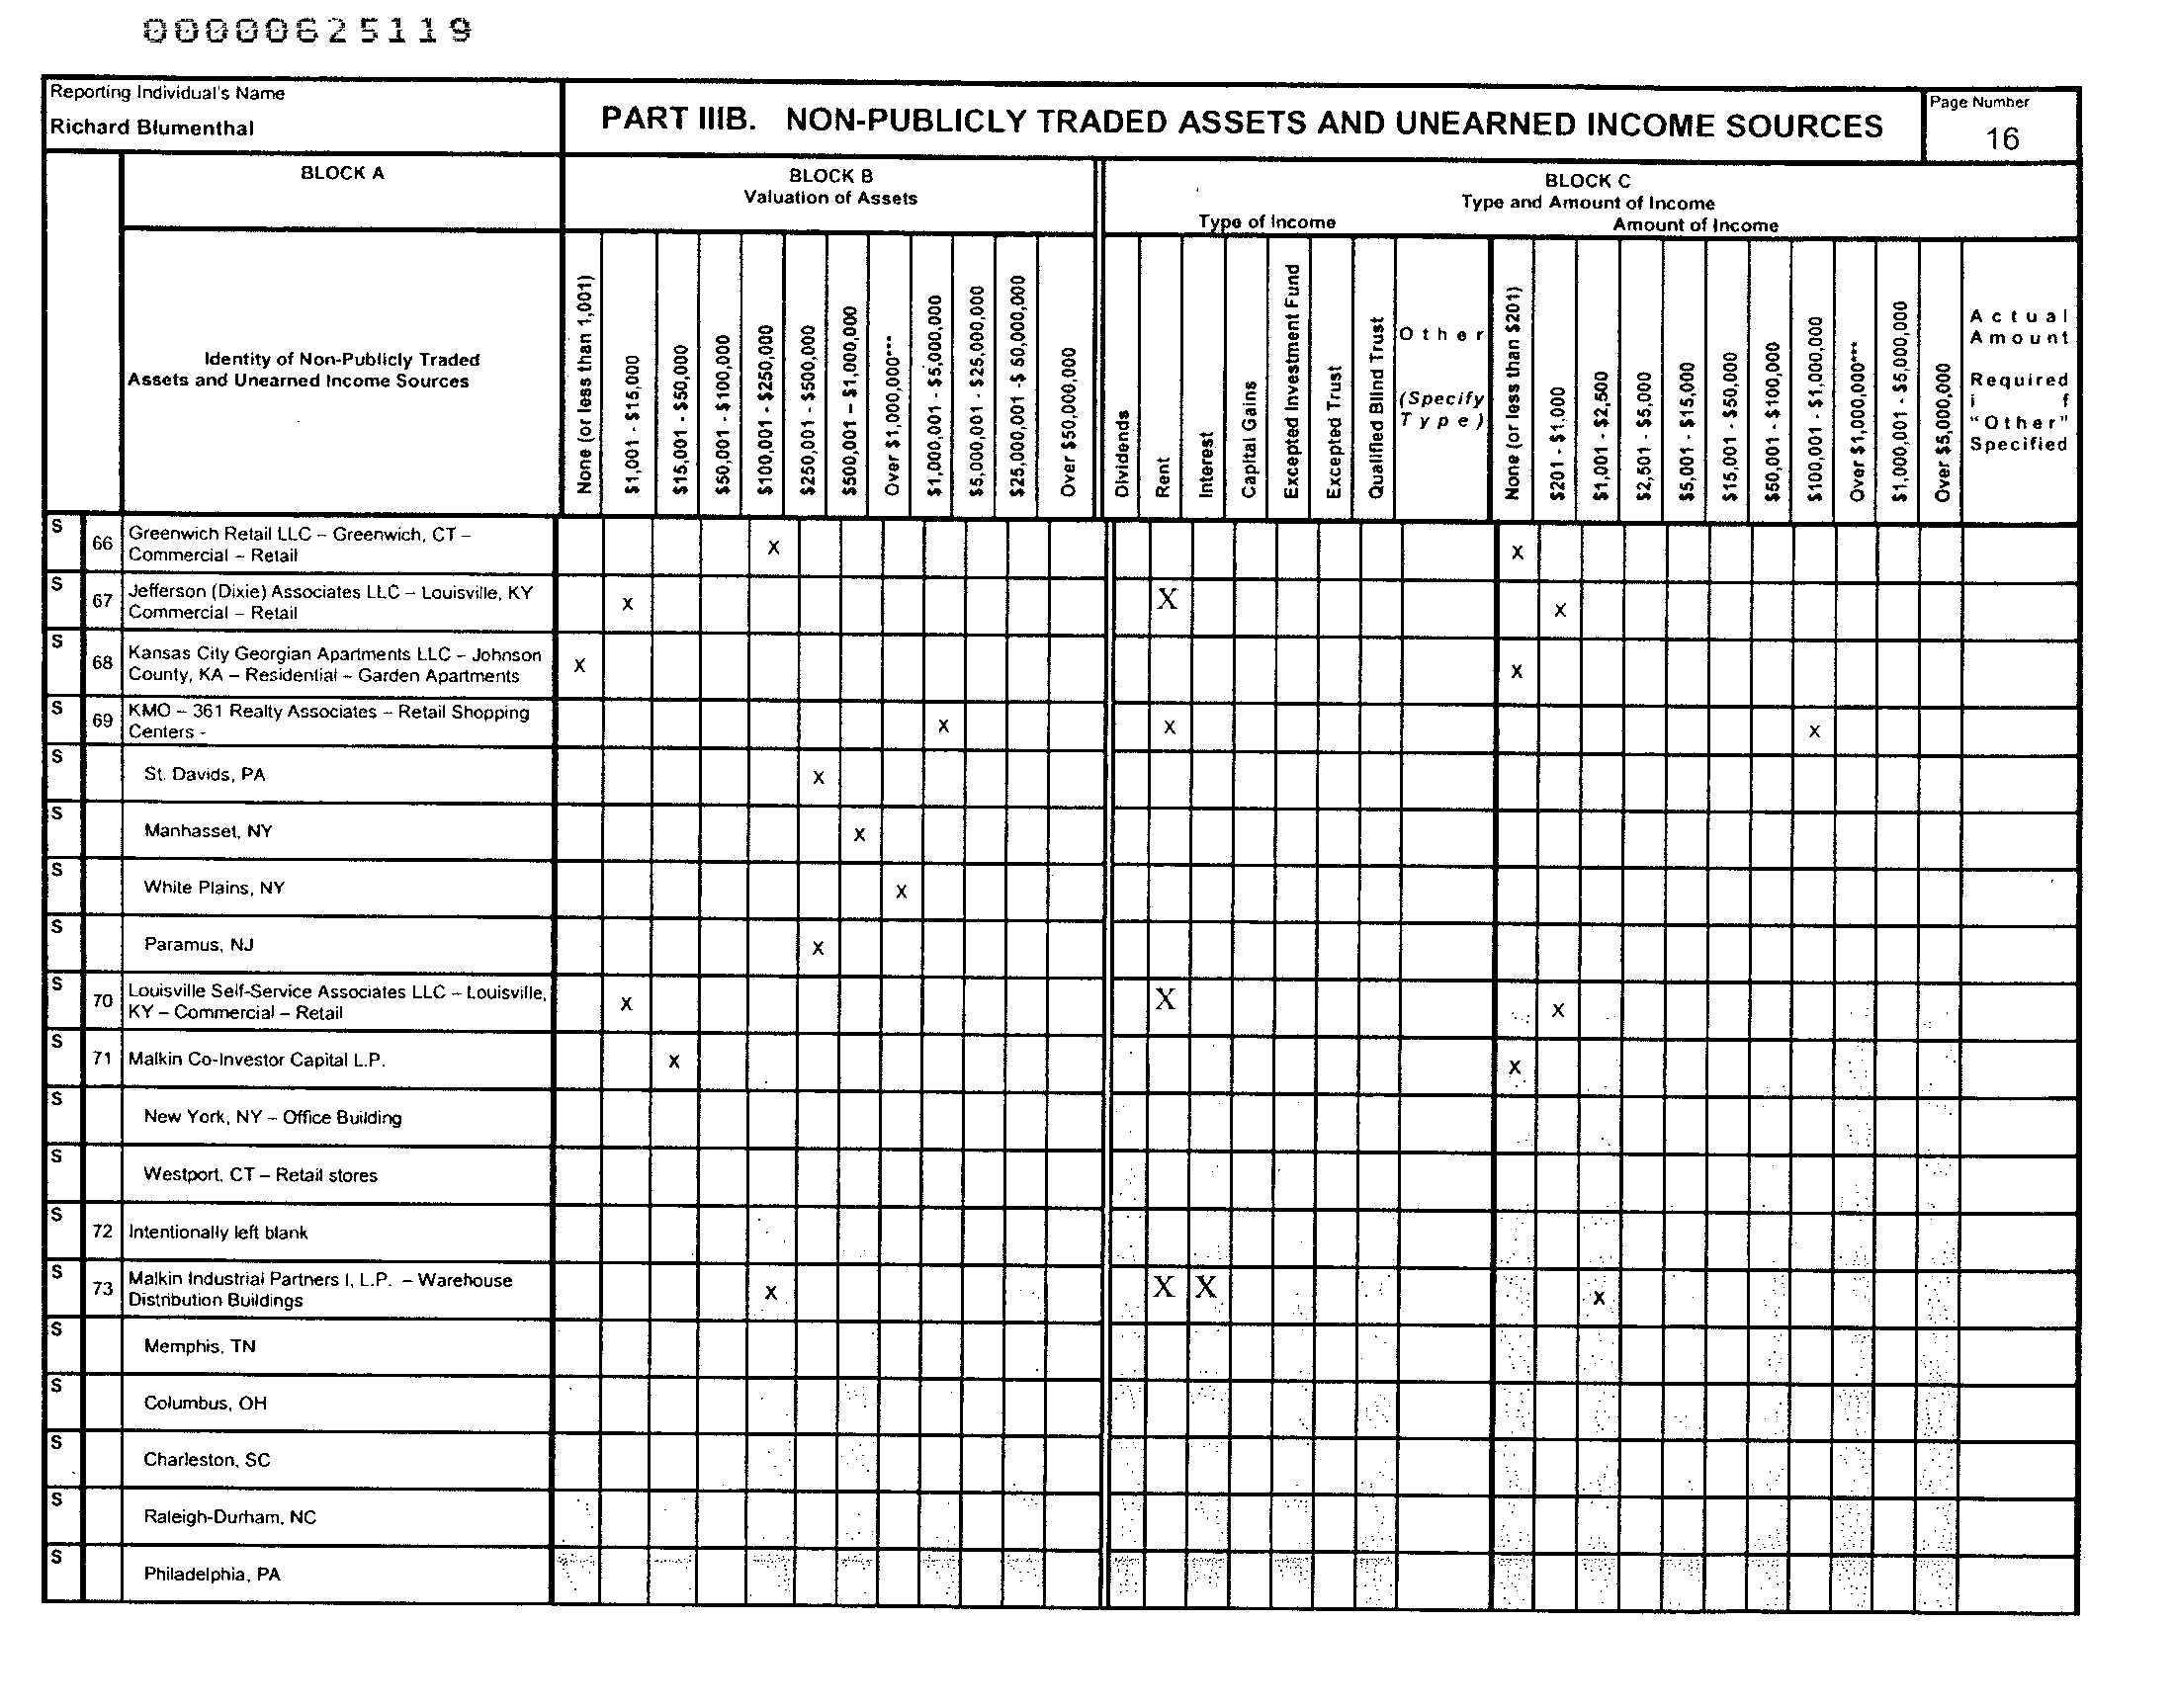 00000625119
Reporting Individual's Name
Richard Blumenthal
PART IIIB. NON-PUBLICLY TRADED ASSETS AND UNEARNED INCOME SOURCES
Page Number
16
BLOCK A
BLOCK B
Valuation of Assets
BLOCK C
Type and Amount of Income
Type of Income
Amount of Income
Identity of Non-Publicly Traded
Assets and Unearned Income Sources
None (or less than 1,001)
$1,001 - $15,000
$15,001 - $50,000
$50,001 - $100,000
$100,001 - $250,000
$250,001 - $500,000
$500,001 – $1,000,000
Over $1,000,000***
$1,000,001 - $5,000,000
$5,000,001 - $25,000,000
$25,000,001 -$ 50,000,000
Over $50,000,000
Dividends
Rent
Interest
Capital Gains
Excepted Investment Fund
Excepted Trust
Qualified Blind Trust
Other
(Specify
Type)
None (or less than $201)
$201 - $1,000
$1,001 - $2,500
$2,501 - $5,000
$5,001 - $15,000
$15,001 - $50,000
$50,001 - $100,000
$100,001 - $1,000,000
Over $1,000,000***
$1,000,001 - $5,000,000
Over $5,000,000
Actual
Amount
Required
i f
"Other"
Specified
S 66 Greenwich Retail LLC – Greenwich, CT –
Commercial – Retail X X
S 67 Jefferson (Dixie) Associates LLC – Louisville, KY
Commercial – Retail X X X
S 68 Kansas City Georgian Apartments LLC – Johnson
County, KA – Residential – Garden Apartments X X
S 69 KMO – 361 Realty Associates – Retail Shopping
Centers - X X X
S St. Davids, PA X
S Manhasset, NY X
S White Plains, NY X
S Paramus, NJ X
S 70 Louisville Self-Service Associates LLC – Louisville,
KY – Commercial – Retail X X X
S 71 Malkin Co-Investor Capital L.P. X X
S New York, NY – Office Building
S Westport, CT – Retail stores
S 72 Intentionally left blank
S 73 Malkin Industrial Partners I, L.P. – Warehouse
Distribution Buildings X X X X
S Memphis, TN
S Columbus, OH
S Charleston, SC
S Raleigh-Durham, NC
S Philadelphia, PA